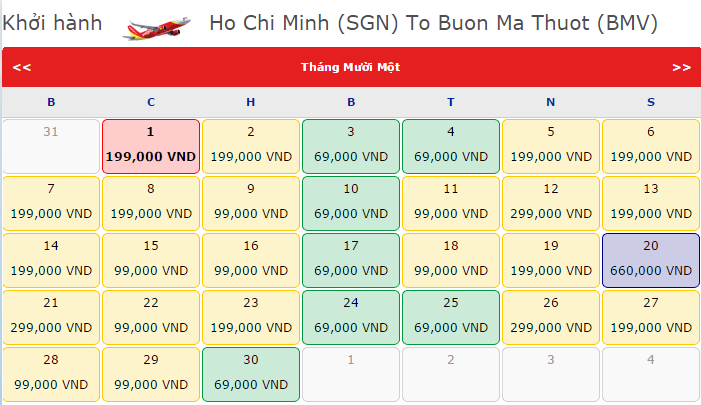 Khởi hành Ho Chi Minh (SGN) To Buon Ma Thuot (BMV)
<< Tháng Mười Một >>
B C H B T N S
31 1 2 3 4 5 6
199,000 VND 199,000 VND 69,000 VND 69,000 VND 199,000 VND 199,000 VND
7 8 9 10 11 12 13
199,000 VND 199,000 VND 99,000 VND 69,000 VND 99,000 VND 299,000 VND 199,000 VND
14 15 16 17 18 19 20
199,000 VND 99,000 VND 99,000 VND 69,000 VND 99,000 VND 199,000 VND 660,000 VND
21 22 23 24 25 26 27
299,000 VND 99,000 VND 199,000 VND 69,000 VND 69,000 VND 299,000 VND 199,000 VND
28 29 30 1 2 3 4
99,000 VND 99,000 VND 69,000 VND